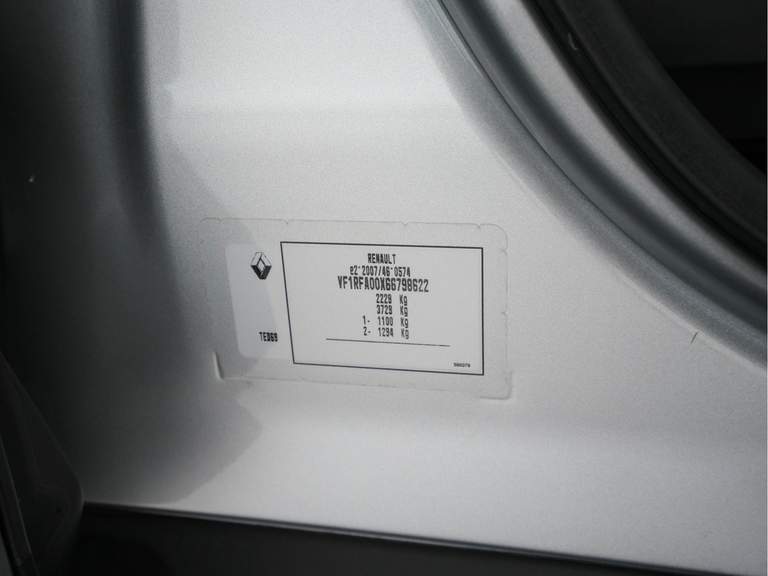 RENAULT
e2*2007/46*0574
VF1RFA00X66798622
2229 Kg
3729 Kg
1- 1100 Kg
2- 1294 Kg
TED69